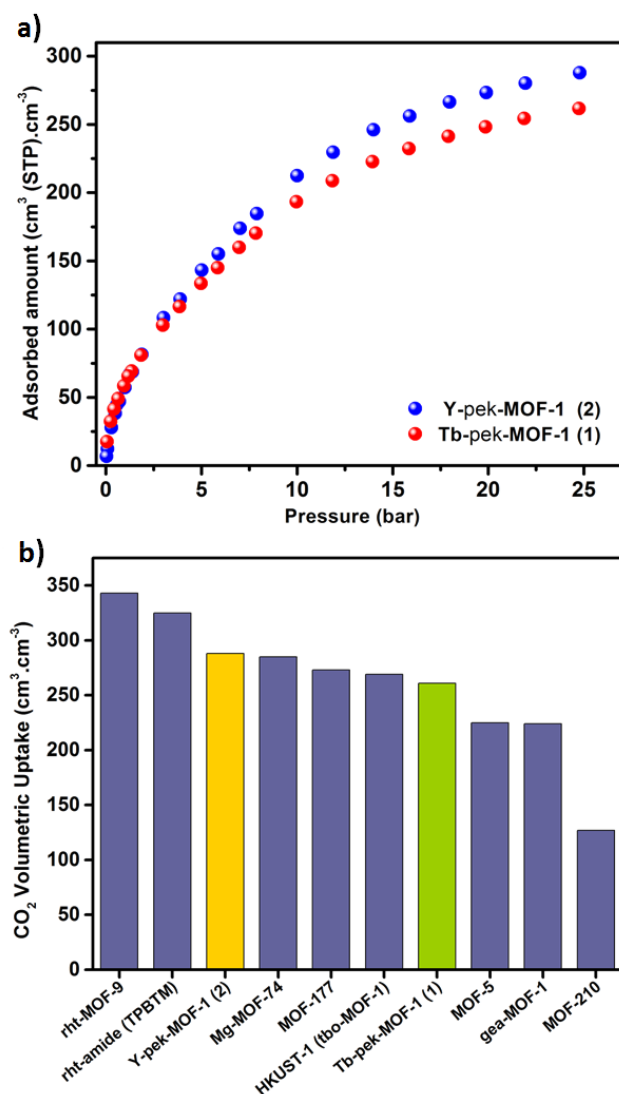 a)
300
250
200
150
100
50
0
Adsorbed amount (cm³ (STP).cm⁻³)
Y-pek-MOF-1 (2)
Tb-pek-MOF-1 (1)
0 5 10 15 20 25
Pressure (bar)
b)
350
300
250
200
150
100
50
0
CO₂ Volumetric Uptake (cm³.cm⁻³)
rht-MOF-9
rht-amide (TPBTM)
Y-pek-MOF-1 (2)
Mg-MOF-74
MOF-177
HKUST-1 (tbo-MOF-1)
Tb-pek-MOF-1 (1)
MOF-5
gea-MOF-1
MOF-210